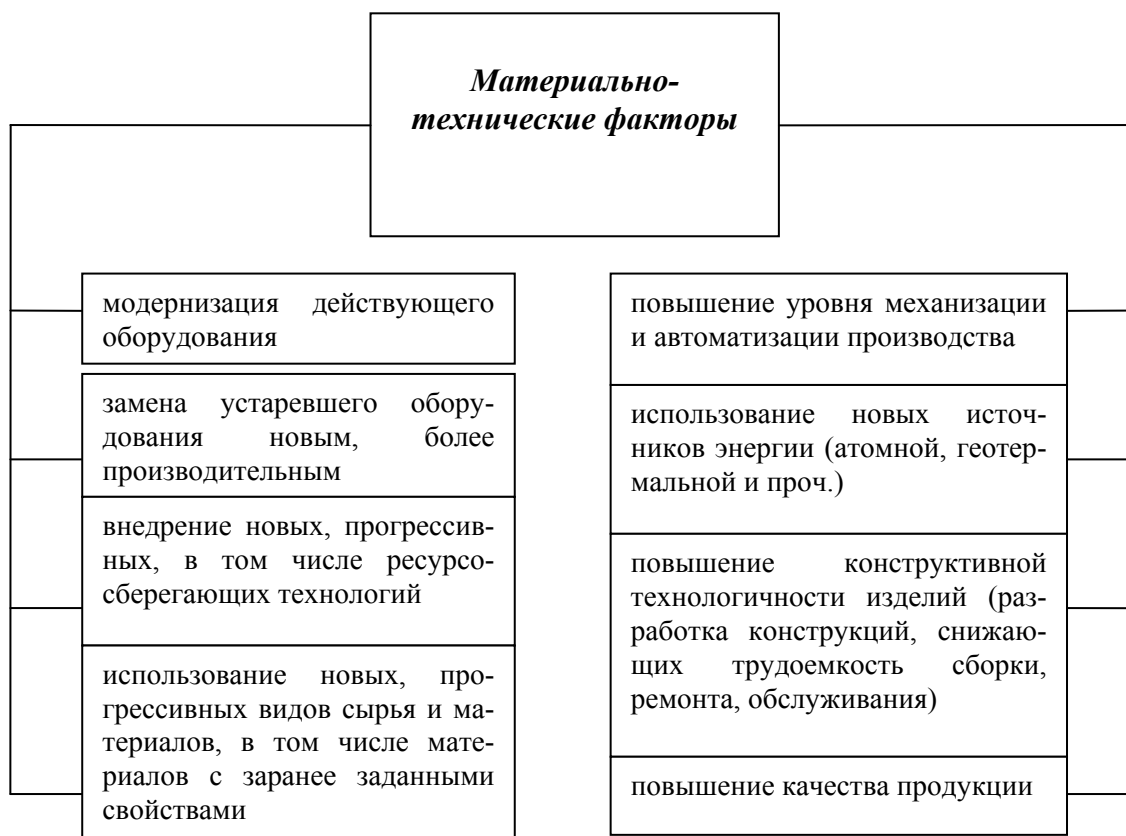 Материально-
технические факторы
модернизация действующего
оборудования
замена устаревшего обору-
дования новым, более
производительным
внедрение новых, прогрессив-
ных, в том числе ресурсо-
сберегающих технологий
использование новых, про-
грессивных видов сырья и ма-
териалов, в том числе мате-
риалов с заранее заданными
свойствами
повышение уровня механизации
и автоматизации производства
использование новых источ-
ников энергии (атомной, геотер-
мальной и проч.)
повышение конструктивной
технологичности изделий (раз-
работка конструкций, снижаю-
щих трудоемкость сборки,
ремонта, обслуживания)
повышение качества продукции